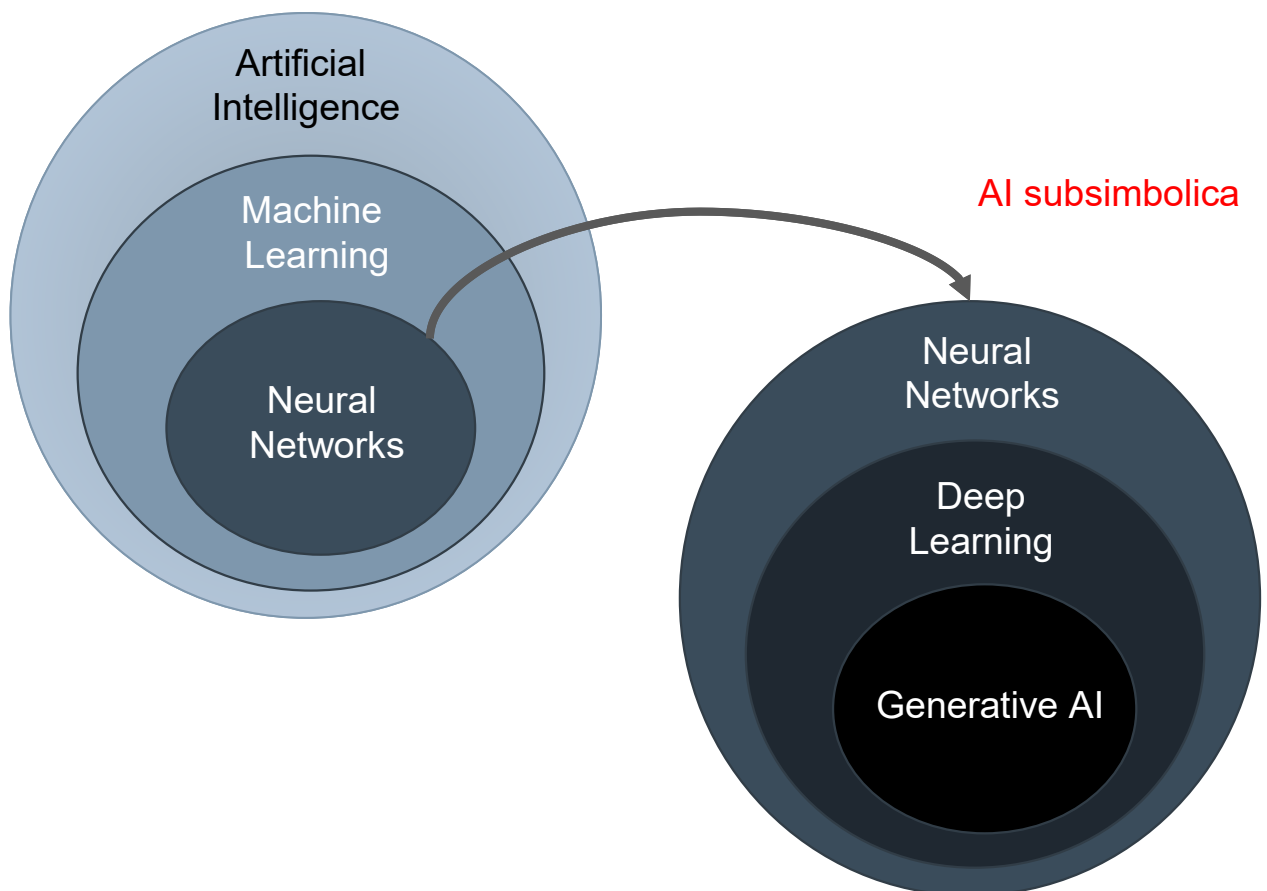 Artificial
Intelligence
Machine
Learning
Neural
Networks
AI subsimbolica
Neural
Networks
Deep
Learning
Generative AI